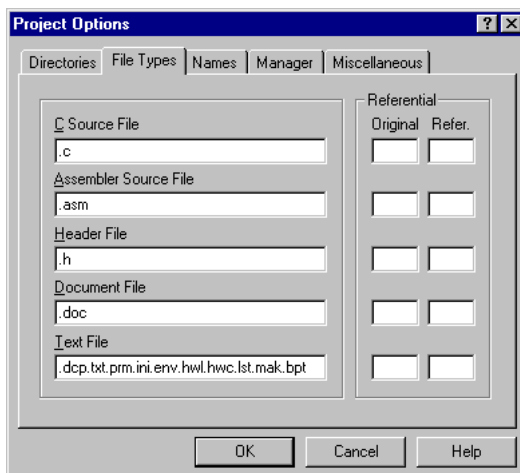 Project Options
Directories File Types Names Manager Miscellaneous
Referential
C Source File Original Refer.
.c
Assembler Source File
.asm
Header File
.h
Document File
.doc
Text File
.dcp.txt.prm.ini.env.hwl.hwc.lst.mak.bpt
OK Cancel Help